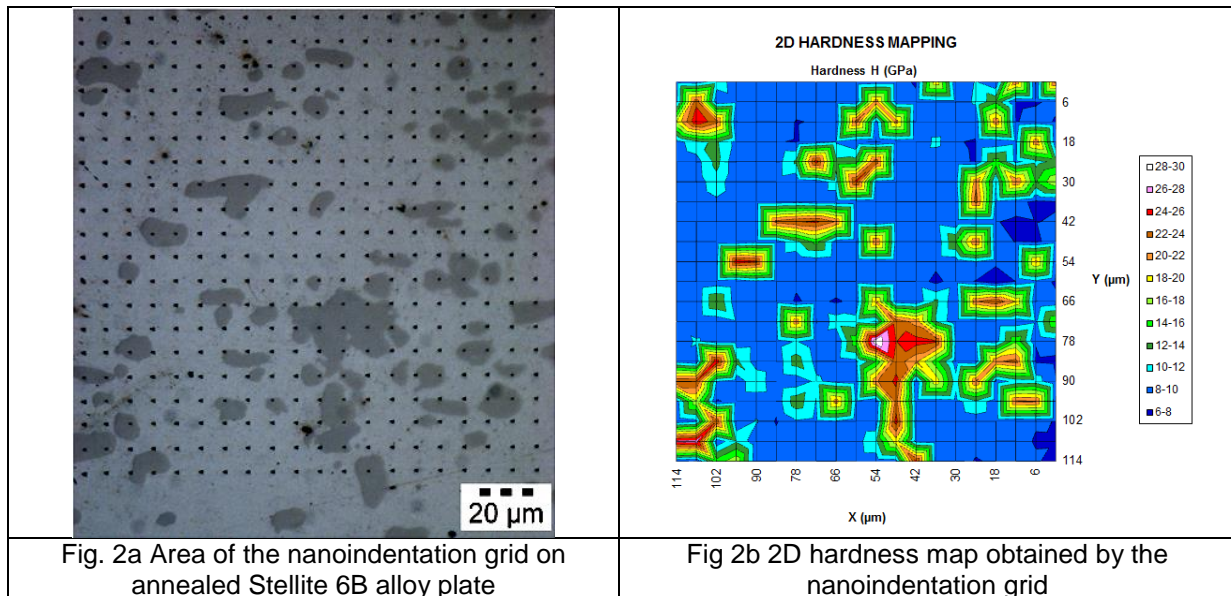 20 µm
2D HARDNESS MAPPING
Hardness H (GPa)
6
18
30
42
54
66
78
90
102
114
Y (µm)
28-30
26-28
24-26
22-24
20-22
18-20
16-18
14-16
12-14
10-12
8-10
6-8
114 102 90 78 66 54 42 30 18 6
X (µm)
Fig. 2a Area of the nanoindentation grid on
annealed Stellite 6B alloy plate
Fig 2b 2D hardness map obtained by the
nanoindentation grid